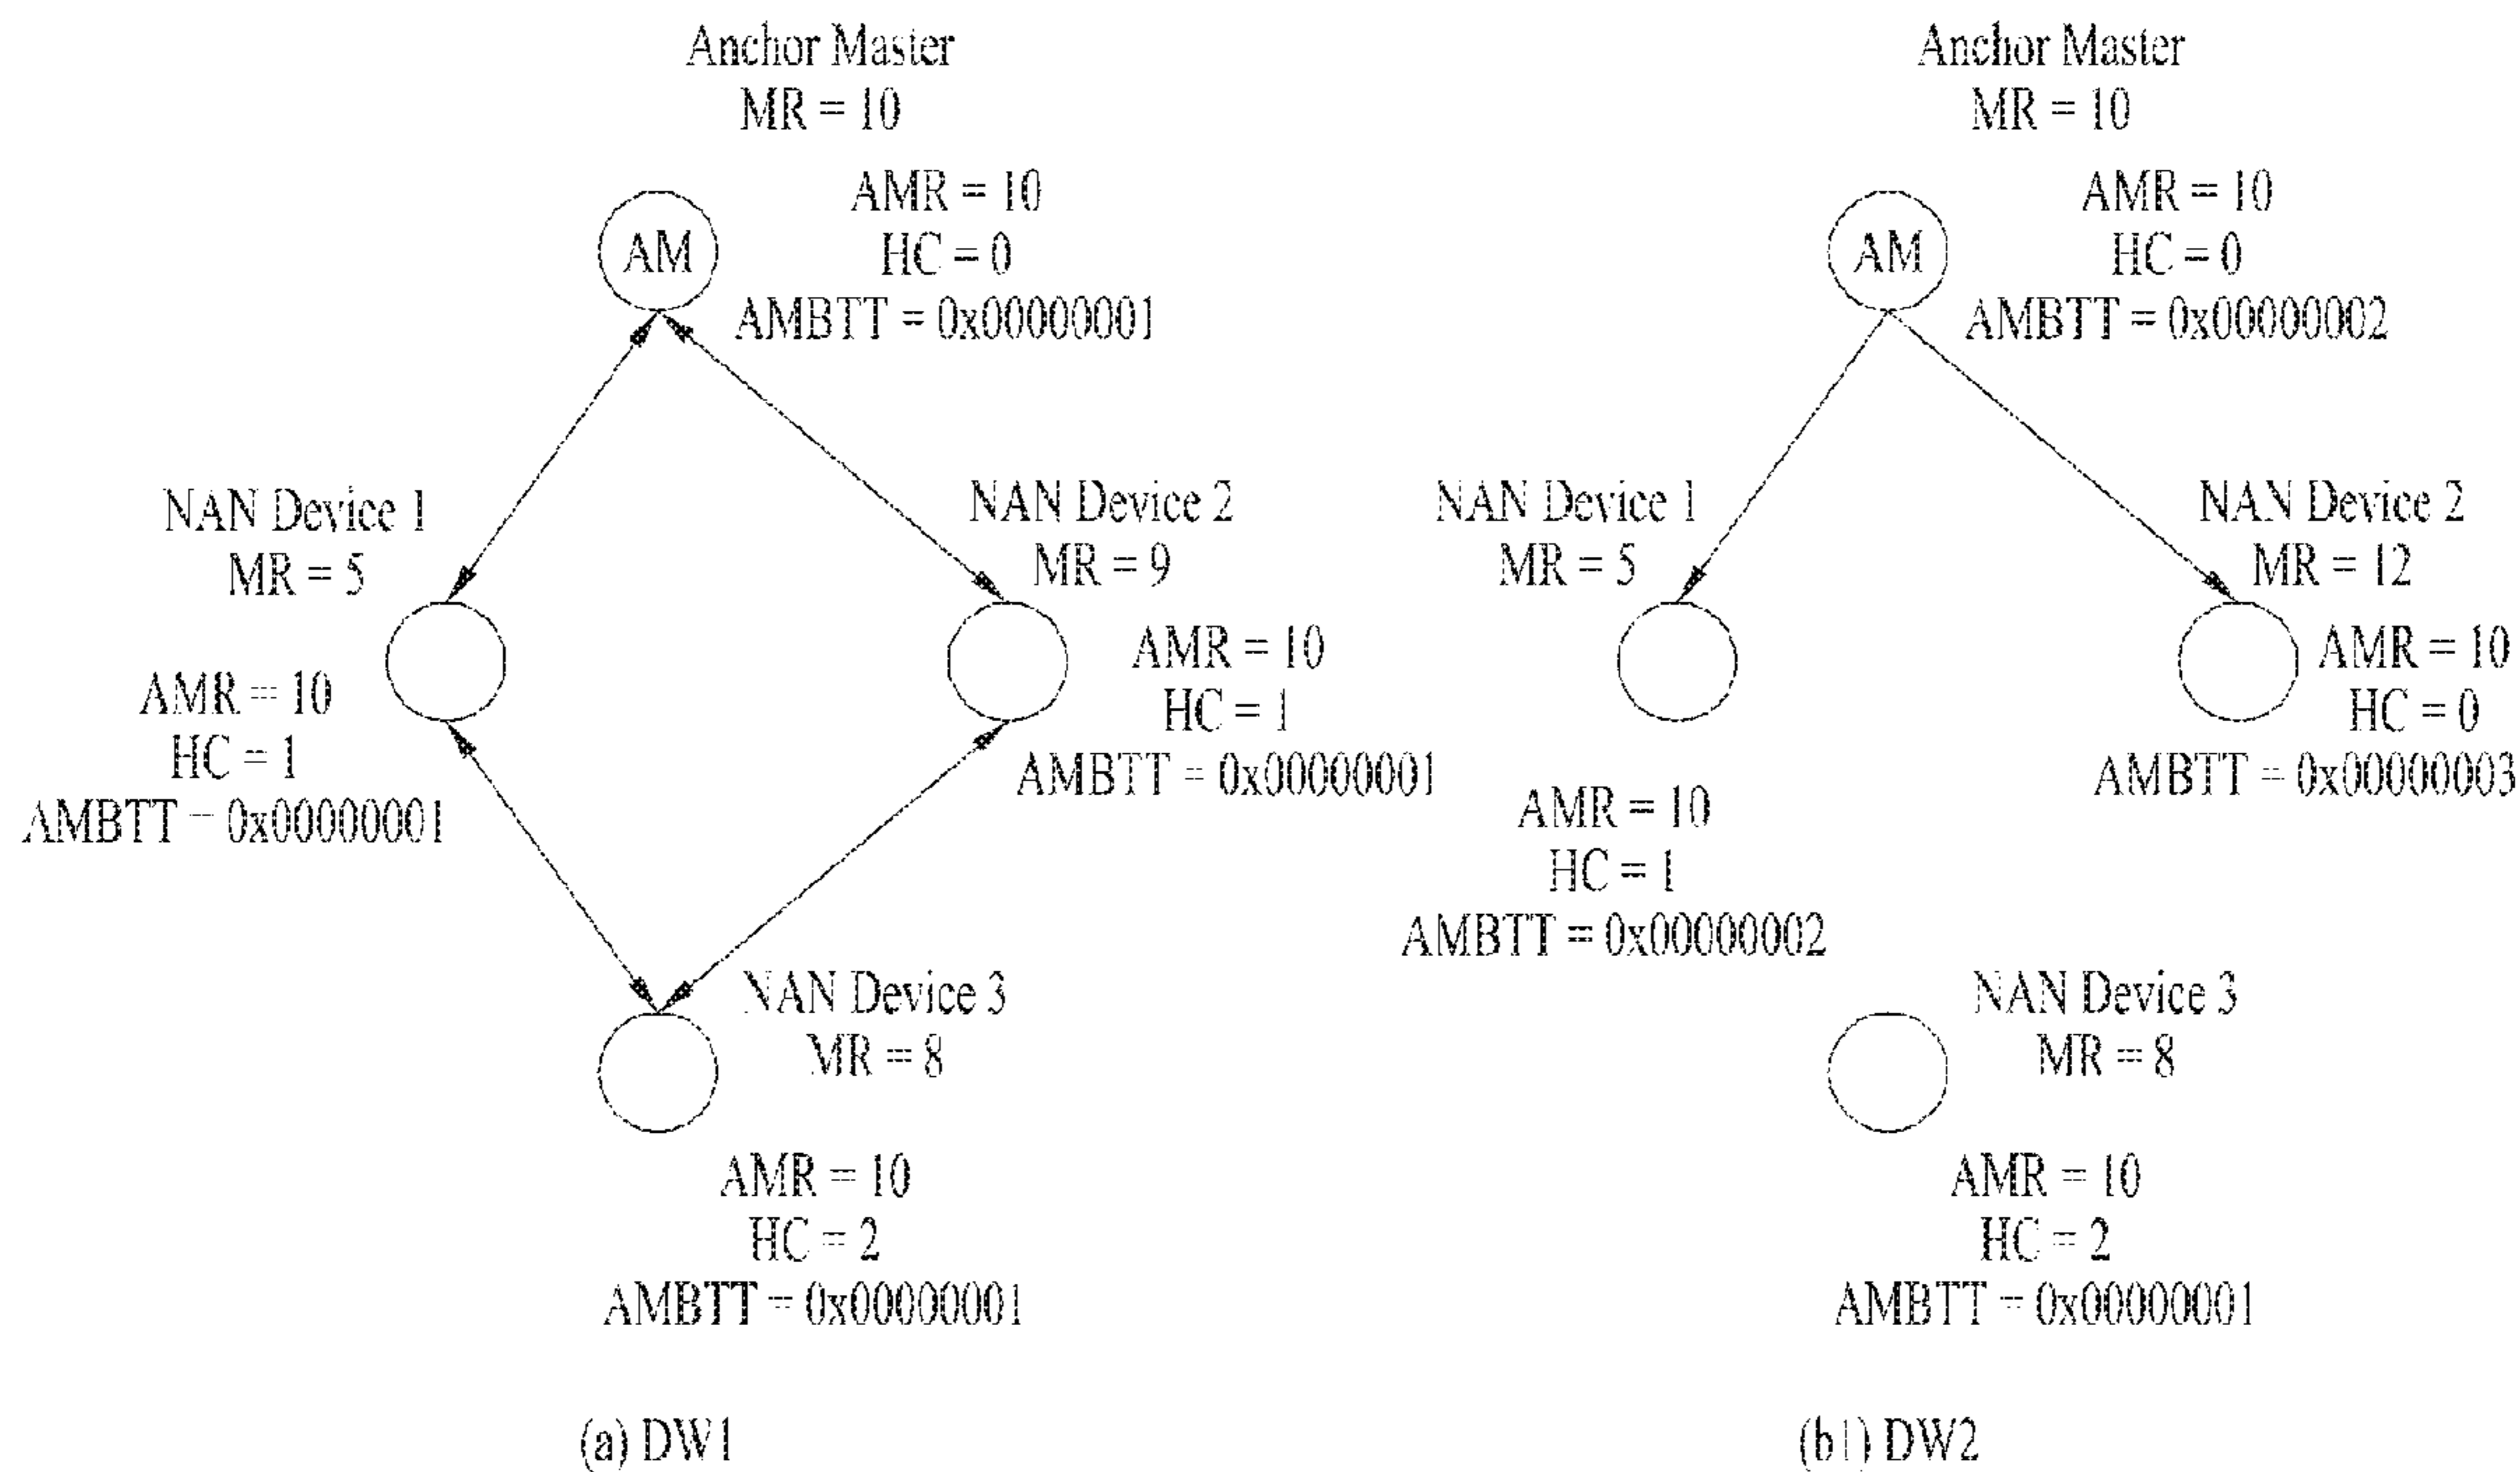 Anchor Master
MR = 10
AM
AMR = 10
HC = 0
AMBTT = 0x00000001
NAN Device 1
MR = 5
AMR = 10
HC = 1
AMBTT = 0x00000001
NAN Device 2
MR = 9
AMR = 10
HC = 1
AMBTT = 0x00000001
NAN Device 3
MR = 8
AMR = 10
HC = 2
AMBTT = 0x00000001
(a) DW1
Anchor Master
MR = 10
AM
AMR = 10
HC = 0
AMBTT = 0x00000002
NAN Device 1
MR = 5
AMR = 10
HC = 1
AMBTT = 0x00000002
NAN Device 2
MR = 12
AMR = 10
HC = 0
AMBTT = 0x00000003
NAN Device 3
MR = 8
AMR = 10
HC = 2
AMBTT = 0x00000001
(b1) DW2